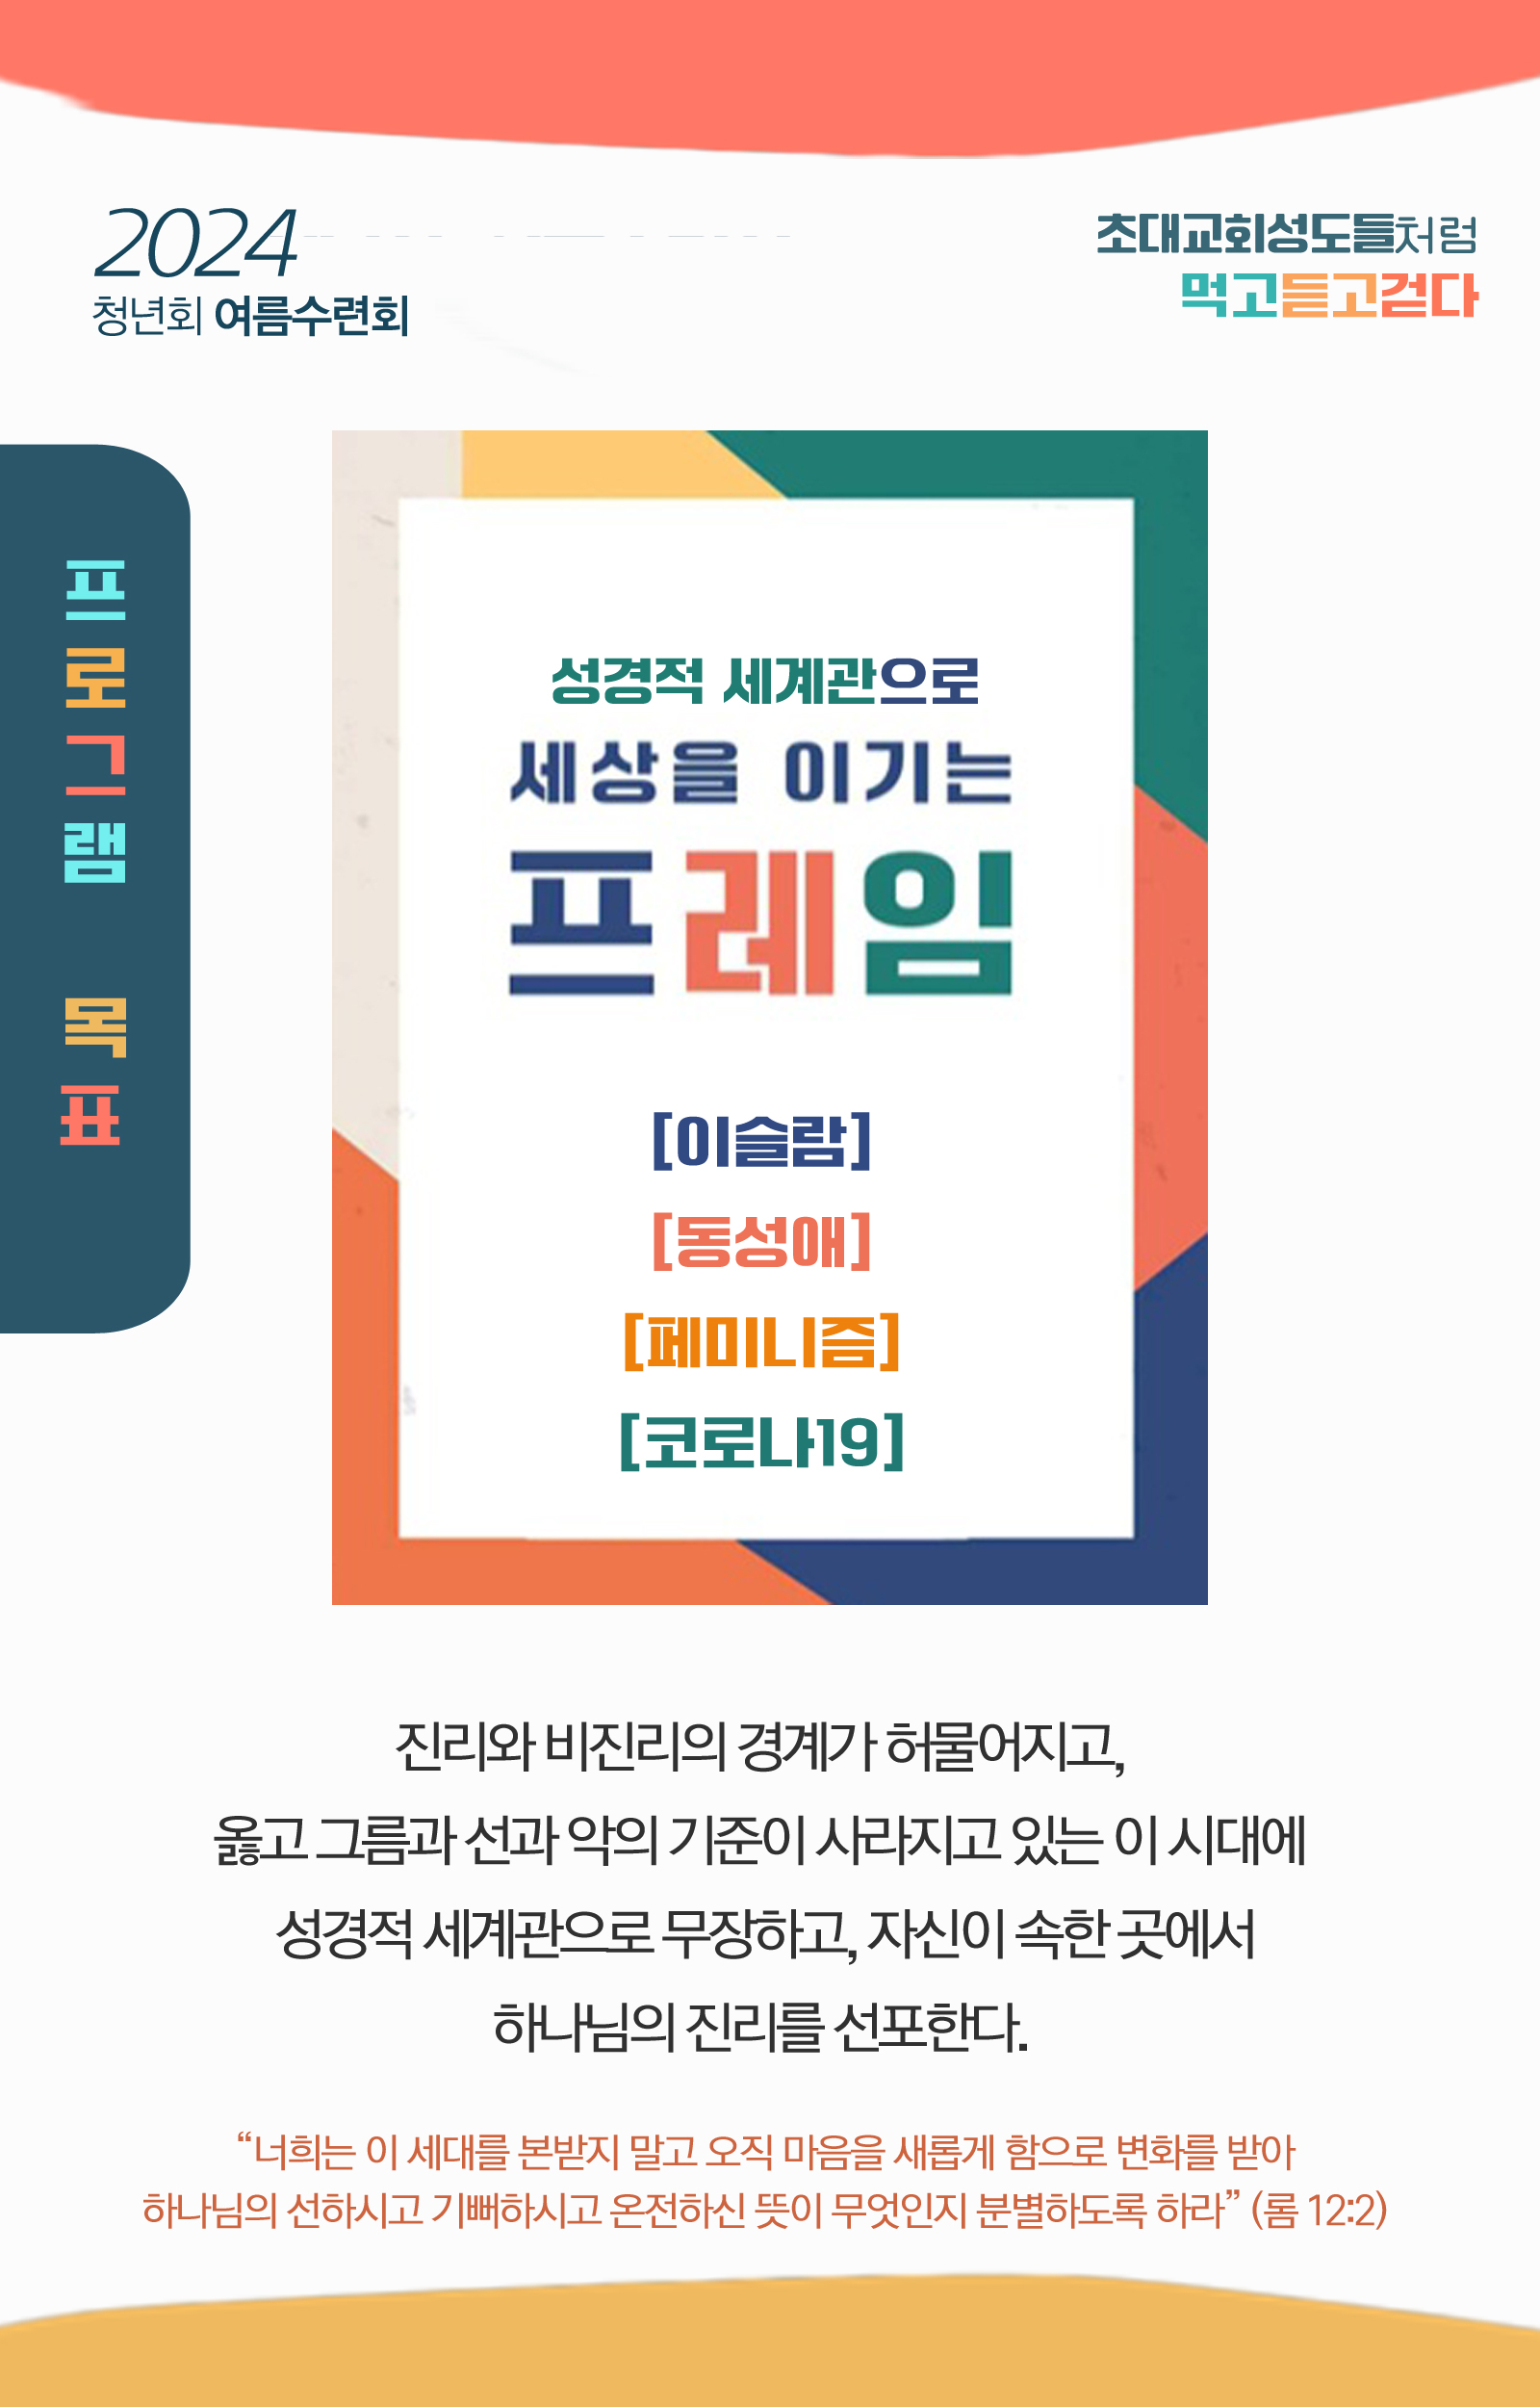 2024
청년회 여름수련회
초대교회성도들처럼
먹고듣고걷다
프로그램 목표
성경적 세계관으로
세상을 이기는
프레임
[이슬람]
[동성애]
[페미니즘]
[코로나19]
진리와 비진리의 경계가 허물어지고,
옳고 그름과 선과 악의 기준이 사라지고 있는 이 시대에
성경적 세계관으로 무장하고, 자신이 속한 곳에서
하나님의 진리를 선포한다.
“너희는 이 세대를 본받지 말고 오직 마음을 새롭게 함으로 변화를 받아
하나님의 선하시고 기뻐하시고 온전하신 뜻이 무엇인지 분별하도록 하라” (롬 12:2)